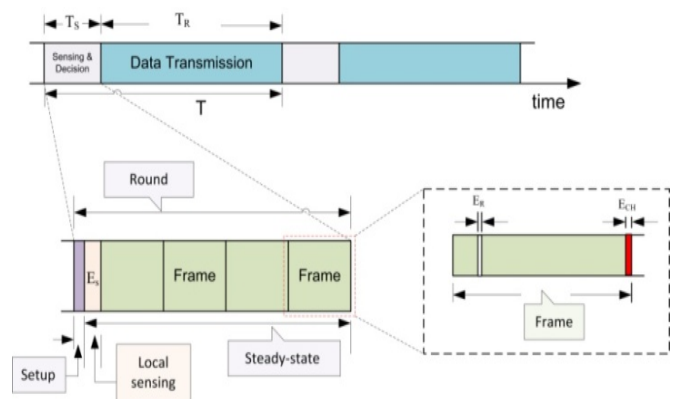 T_S
T_R
Sensing &
Decision
Data Transmission
T
time
Round
E_R
E_CH
E_s
Frame
Frame
Frame
Setup
Local
sensing
Steady-state